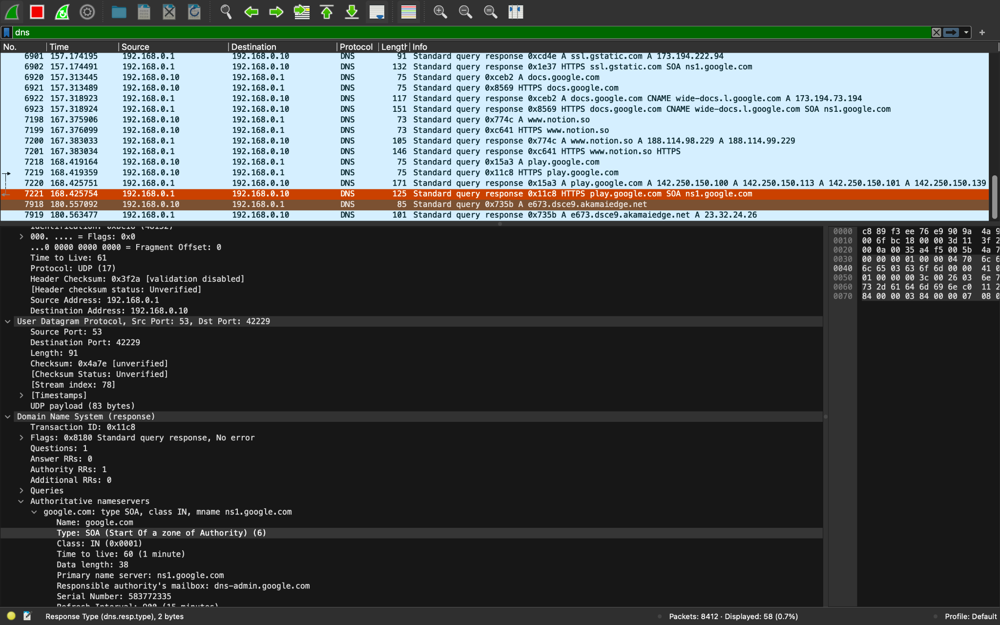 dns
No. Time Source Destination Protocol Length Info
6901 157.174195 192.168.0.1 192.168.0.10 DNS 91 Standard query response 0xcd4e A ssl.gstatic.com A 173.194.222.94
6902 157.174491 192.168.0.1 192.168.0.10 DNS 132 Standard query response 0x1e37 HTTPS ssl.gstatic.com SOA ns1.google.com
6920 157.313445 192.168.0.10 192.168.0.1 DNS 75 Standard query 0xceb2 A docs.google.com
6921 157.313489 192.168.0.10 192.168.0.1 DNS 75 Standard query 0x8569 HTTPS docs.google.com
6922 157.318923 192.168.0.1 192.168.0.10 DNS 117 Standard query response 0xceb2 A docs.google.com CNAME wide-docs.l.google.com A 173.194.73.194
6923 157.318924 192.168.0.1 192.168.0.10 DNS 151 Standard query response 0x8569 HTTPS docs.google.com CNAME wide-docs.l.google.com SOA ns1.google.com
7198 167.375906 192.168.0.10 192.168.0.1 DNS 73 Standard query 0x774c A www.notion.so
7199 167.376099 192.168.0.10 192.168.0.1 DNS 73 Standard query 0xc641 HTTPS www.notion.so
7200 167.383033 192.168.0.1 192.168.0.10 DNS 105 Standard query response 0x774c A www.notion.so A 188.114.98.229 A 188.114.99.229
7201 167.383034 192.168.0.1 192.168.0.10 DNS 146 Standard query response 0xc641 HTTPS www.notion.so HTTPS
7218 168.419164 192.168.0.10 192.168.0.1 DNS 75 Standard query 0x15a3 A play.google.com
7219 168.419359 192.168.0.10 192.168.0.1 DNS 75 Standard query 0x11c8 HTTPS play.google.com
7220 168.425751 192.168.0.1 192.168.0.10 DNS 171 Standard query response 0x15a3 A play.google.com A 142.250.150.100 A 142.250.150.113 A 142.250.150.101 A 142.250.150.139
7221 168.425754 192.168.0.1 192.168.0.10 DNS 125 Standard query response 0x11c8 HTTPS play.google.com SOA ns1.google.com
7918 180.557092 192.168.0.10 192.168.0.1 DNS 85 Standard query 0x735b A e673.dsce9.akamaiedge.net
7919 180.563477 192.168.0.1 192.168.0.10 DNS 101 Standard query response 0x735b A e673.dsce9.akamaiedge.net A 23.32.24.26
Identification: 0xbc18 (48152)
000. .... = Flags: 0x0
...0 0000 0000 0000 = Fragment Offset: 0
Time to Live: 61
Protocol: UDP (17)
Header Checksum: 0x3f2a [validation disabled]
[Header checksum status: Unverified]
Source Address: 192.168.0.1
Destination Address: 192.168.0.10
User Datagram Protocol, Src Port: 53, Dst Port: 42229
Source Port: 53
Destination Port: 42229
Length: 91
Checksum: 0x4a7e [unverified]
[Checksum Status: Unverified]
[Stream index: 78]
[Timestamps]
UDP payload (83 bytes)
Domain Name System (response)
Transaction ID: 0x11c8
Flags: 0x8180 Standard query response, No error
Questions: 1
Answer RRs: 0
Authority RRs: 1
Additional RRs: 0
Queries
Authoritative nameservers
google.com: type SOA, class IN, mname ns1.google.com
Name: google.com
Type: SOA (Start Of a zone of Authority) (6)
Class: IN (0x0001)
Time to live: 60 (1 minute)
Data length: 38
Primary name server: ns1.google.com
Responsible authority's mailbox: dns-admin.google.com
Serial Number: 583772335
Refresh Interval: 900 (15 minutes)
0000 c8 89 f3 ee 76 e9 90 9a 4a 9
0010 00 6f bc 18 00 00 3d 11 3f 2
0020 00 0a 00 35 a4 f5 00 5b 4a 7
0030 00 00 00 01 00 00 04 70 6c 6
0040 6c 65 03 63 6f 6d 00 00 41 0
0050 01 00 00 00 3c 00 26 03 6e 7
0060 73 2d 61 64 6d 69 6e c0 11 2
0070 84 00 00 03 84 00 00 07 08 0
Response Type (dns.resp.type), 2 bytes
Packets: 8412 · Displayed: 58 (0.7%)
Profile: Default